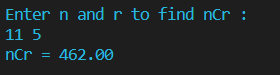 Enter n and r to find nCr :
11 5
nCr = 462.00